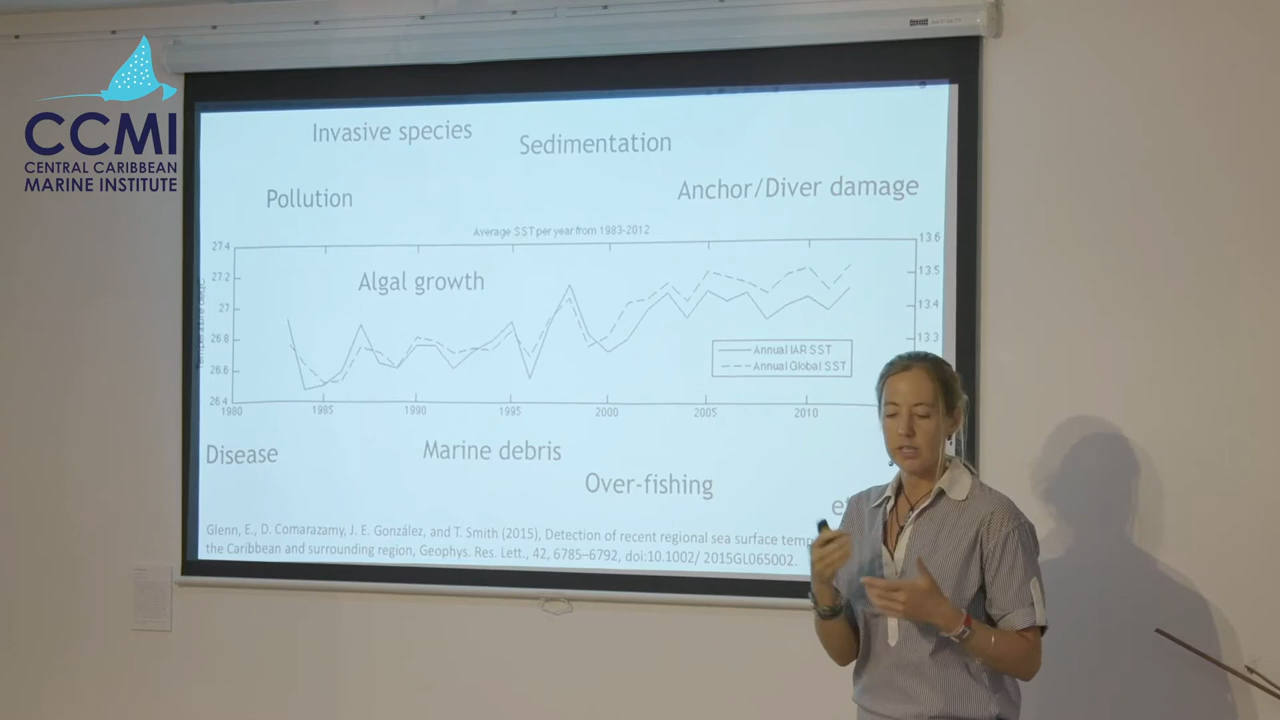 CCMI
CENTRAL CARIBBEAN
MARINE INSTITUTE
Invasive species
Sedimentation
Pollution
Anchor/Diver damage
Average SST per year from 1983-2012
Algal growth
27.4
27.2
27
26.8
26.6
26.4
13.6
13.5
13.4
13.3
Annual IAR SST
Annual Global SST
1980
1985
1990
1995
2000
2005
2010
Disease
Marine debris
Over-fishing
Glenn, E., D. Comarazamy, J. E. González, and T. Smith (2015), Detection of recent regional sea surface temp
the Caribbean and surrounding region, Geophys. Res. Lett., 42, 6785–6792, doi:10.1002/ 2015GL065002.